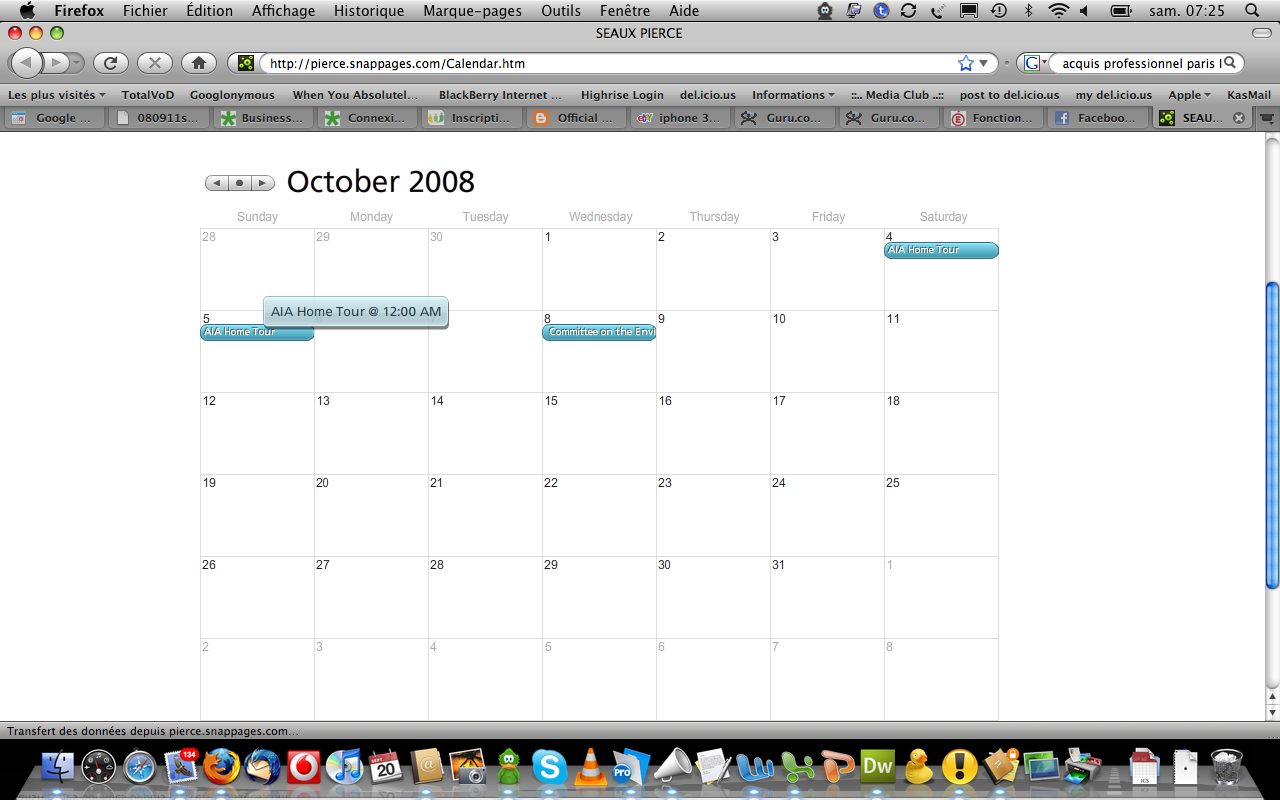 Firefox Fichier Édition Affichage Historique Marque-pages Outils Fenêtre Aide sam. 07:25
SEAUX PIERCE
http://pierce.snappages.com/Calendar.htm acquis professionnel paris l
Les plus visités TotalVoD Googlonymous When You Absolutel... BlackBerry Internet ... Highrise Login del.icio.us Informations ::.. Media Club ..:: post to del.icio.us my del.icio.us Apple KasMail
Google ... 080911s... Business... Connexi... Inscripti... Official ... iphone 3... Guru.co... Guru.co... Fonction... Faceboo... SEAU...
October 2008
Sunday Monday Tuesday Wednesday Thursday Friday Saturday
28 29 30 1 2 3 4
AIA Home Tour
AIA Home Tour @ 12:00 AM
5 8 9 10 11
AIA Home Tour Committee on the Envi
12 13 14 15 16 17 18
19 20 21 22 23 24 25
26 27 28 29 30 31 1
2 3 4 5 6 7 8
Transfert des données depuis pierce.snappages.com...
134
20
PRO
Dw
ICS